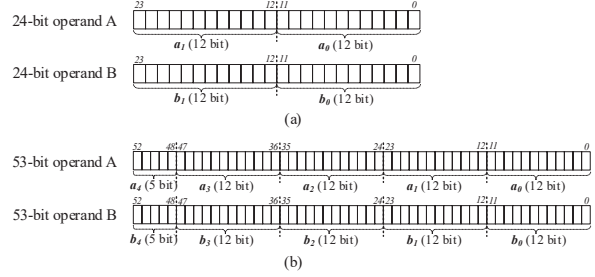 23 12 11 0
24-bit operand A
a1 (12 bit) a0 (12 bit)
23 12 11 0
24-bit operand B
b1 (12 bit) b0 (12 bit)
(a)
52 48 47 36 35 24 23 12 11 0
53-bit operand A
a4 (5 bit) a3 (12 bit) a2 (12 bit) a1 (12 bit) a0 (12 bit)
52 48 47 36 35 24 23 12 11 0
53-bit operand B
b4 (5 bit) b3 (12 bit) b2 (12 bit) b1 (12 bit) b0 (12 bit)
(b)